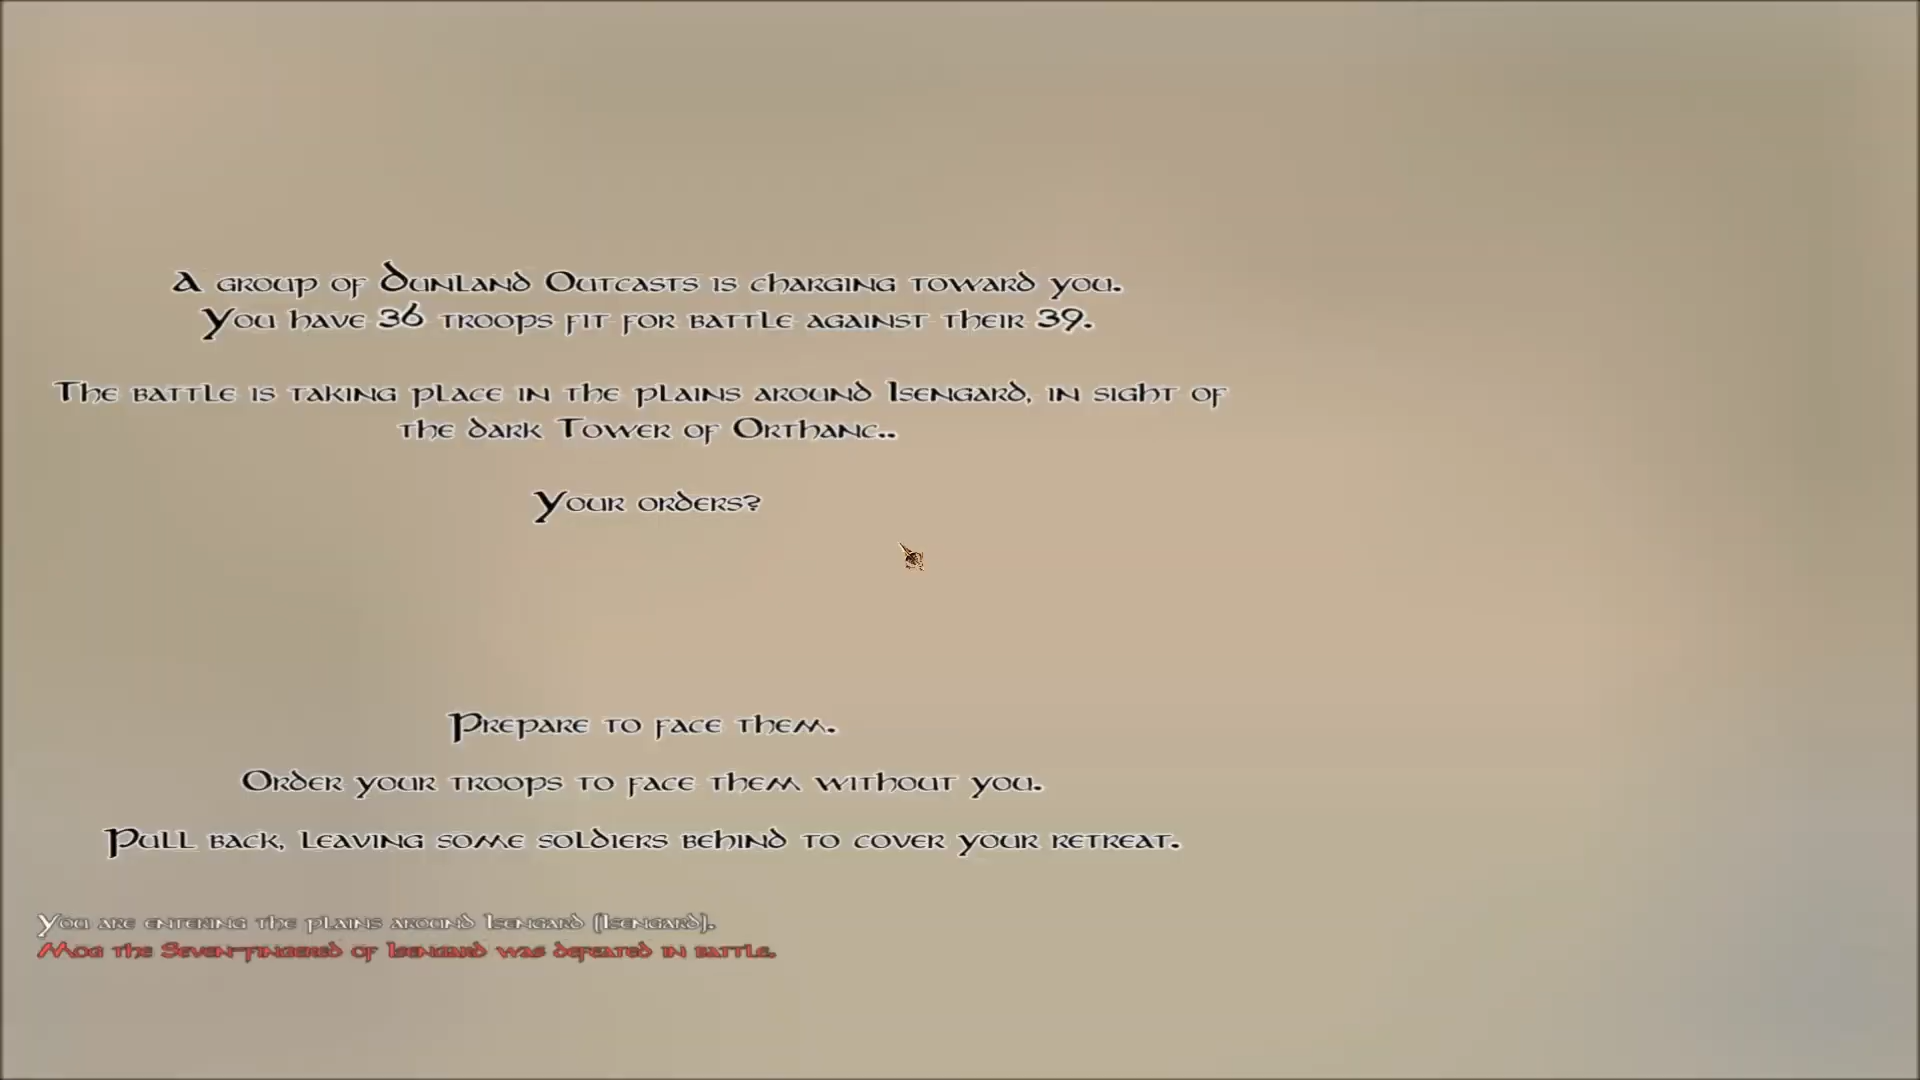 A group of Dunland Outcasts is charging toward you.
You have 36 troops fit for battle against their 39.
The battle is taking place in the plains around Isengard, in sight of
the dark Tower of Orthanc..
Your orders?
Prepare to face them.
Order your troops to face them without you.
Pull back, leaving some soldiers behind to cover your retreat.
You are entering the plains around Isengard (Isengard).
Mog the Seven-fingered of Isengard was defeated in battle.